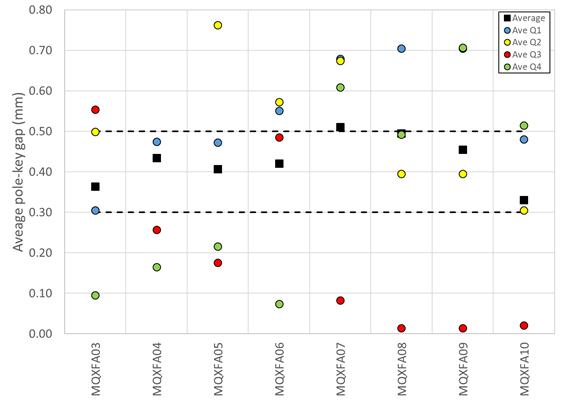 0.80
0.70
0.60
0.50
0.40
0.30
0.20
0.10
0.00
Aveage pole-key gap (mm)
Average
Ave Q1
Ave Q2
Ave Q3
Ave Q4
MQXFA03
MQXFA04
MQXFA05
MQXFA06
MQXFA07
MQXFA08
MQXFA09
MQXFA10